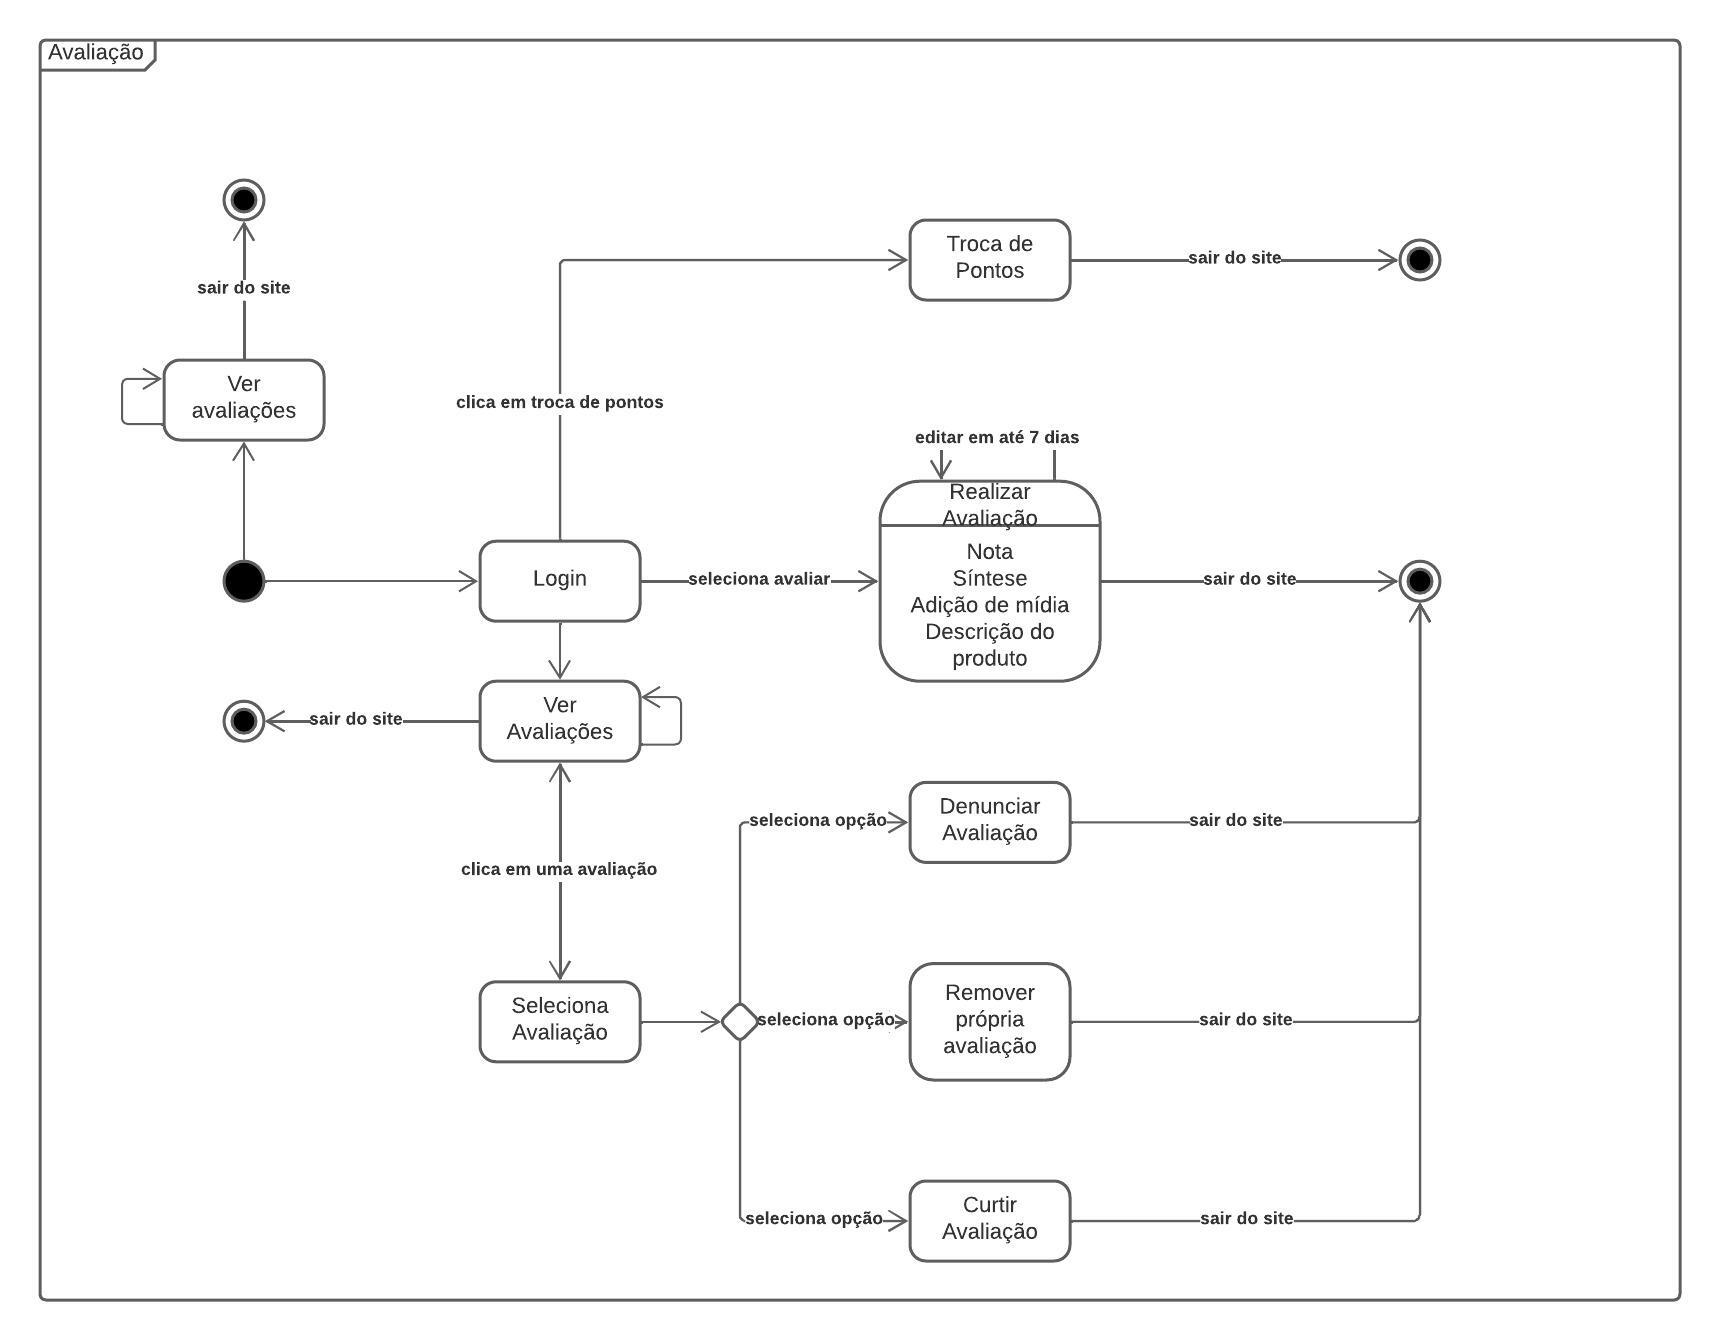 Avaliação
Troca de
Pontos
sair do site
sair do site
Ver
avaliações
clica em troca de pontos
editar em até 7 dias
Realizar
Avaliação
Nota
Síntese
Adição de mídia
Descrição do
produto
Login
seleciona avaliar
sair do site
Ver
Avaliações
sair do site
clica em uma avaliação
seleciona opção
Denunciar
Avaliação
sair do site
Seleciona
Avaliação
seleciona opção
Remover
própria
avaliação
sair do site
seleciona opção
Curtir
Avaliação
sair do site